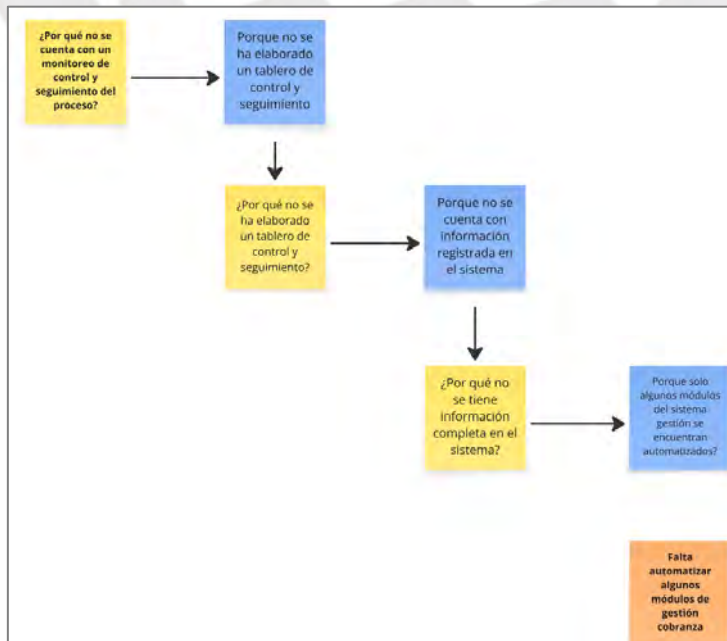 ¿Por qué no se
cuenta con un
monitoreo de
control y
seguimiento del
proceso?
Porque no se
ha elaborado
un tablero de
control y
seguimiento
¿Por qué no se
ha elaborado
un tablero de
control y
seguimiento?
Porque no se
cuenta con
información
registrada en
el sistema
¿Por qué no
se tiene
información
completa en el
sistema?
Porque solo
algunos módulos
del sistema
gestión se
encuentran
automatizados?
Falta
automatizar
algunos
módulos de
gestión
cobranza